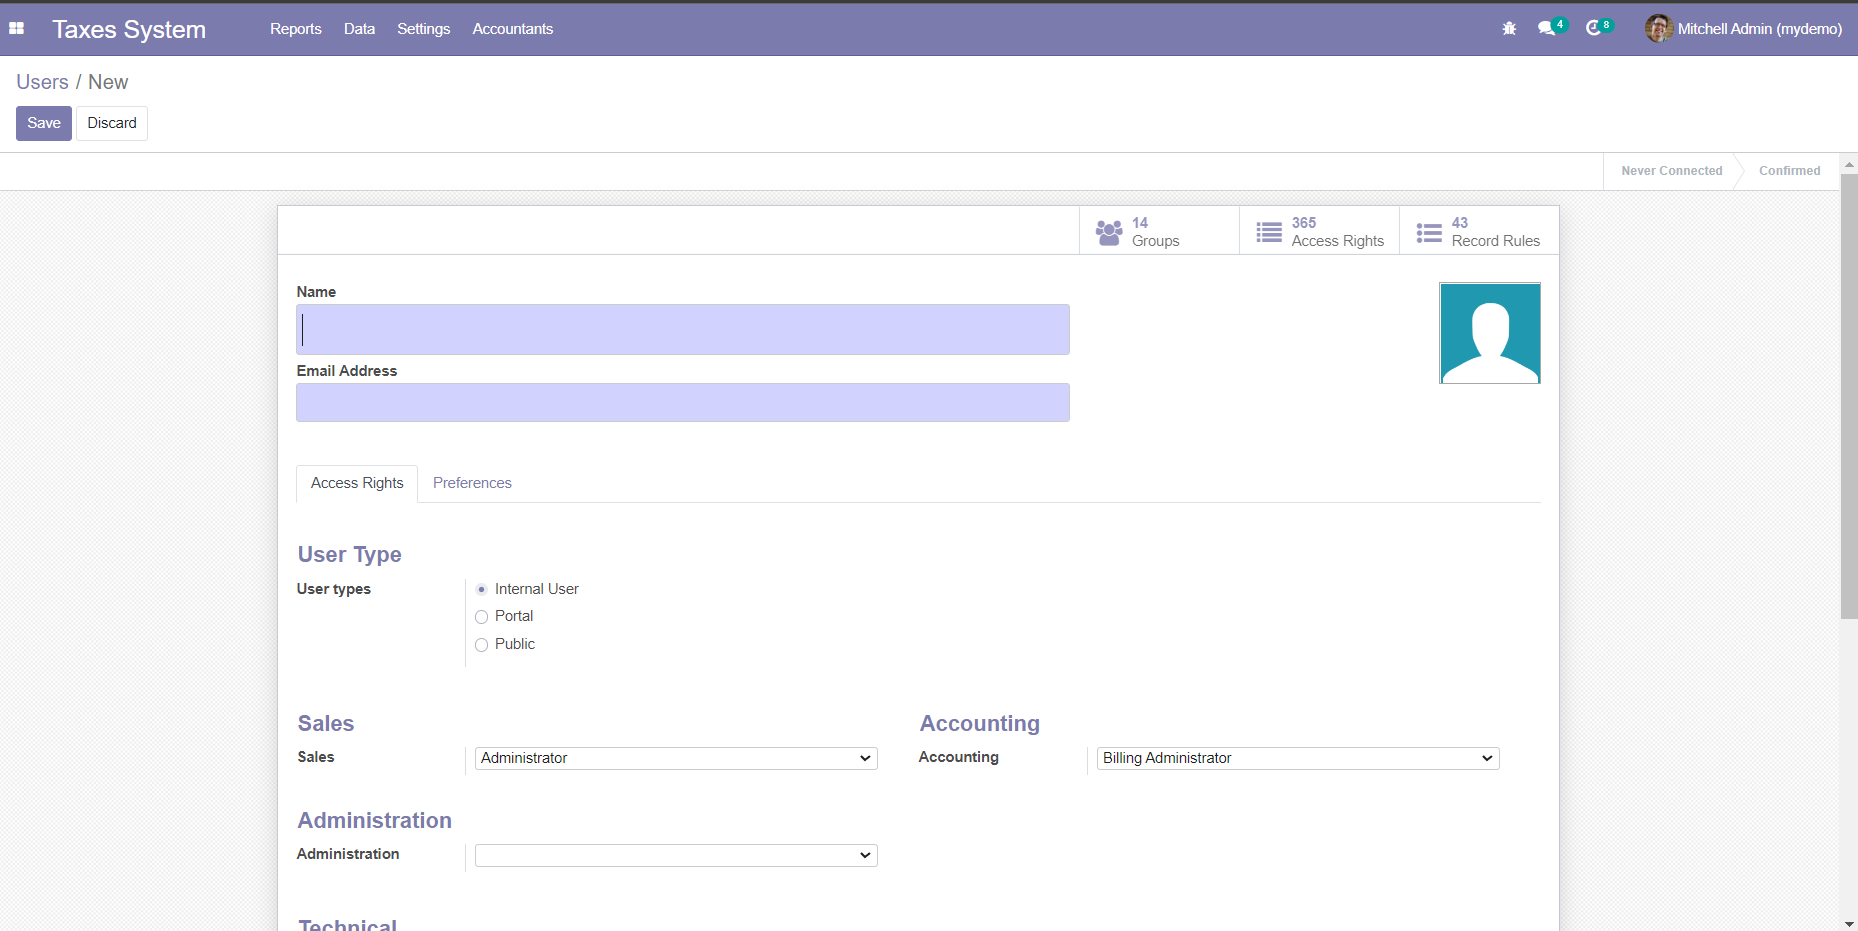 Taxes System Reports Data Settings Accountants 4 8 Mitchell Admin (mydemo)
Users / New
Save Discard
Never Connected Confirmed
14 Groups
365 Access Rights
43 Record Rules
Name
Email Address
Access Rights Preferences
User Type
User types Internal User
Portal
Public
Sales Accounting
Sales Administrator Accounting Billing Administrator
Administration
Administration
Technical